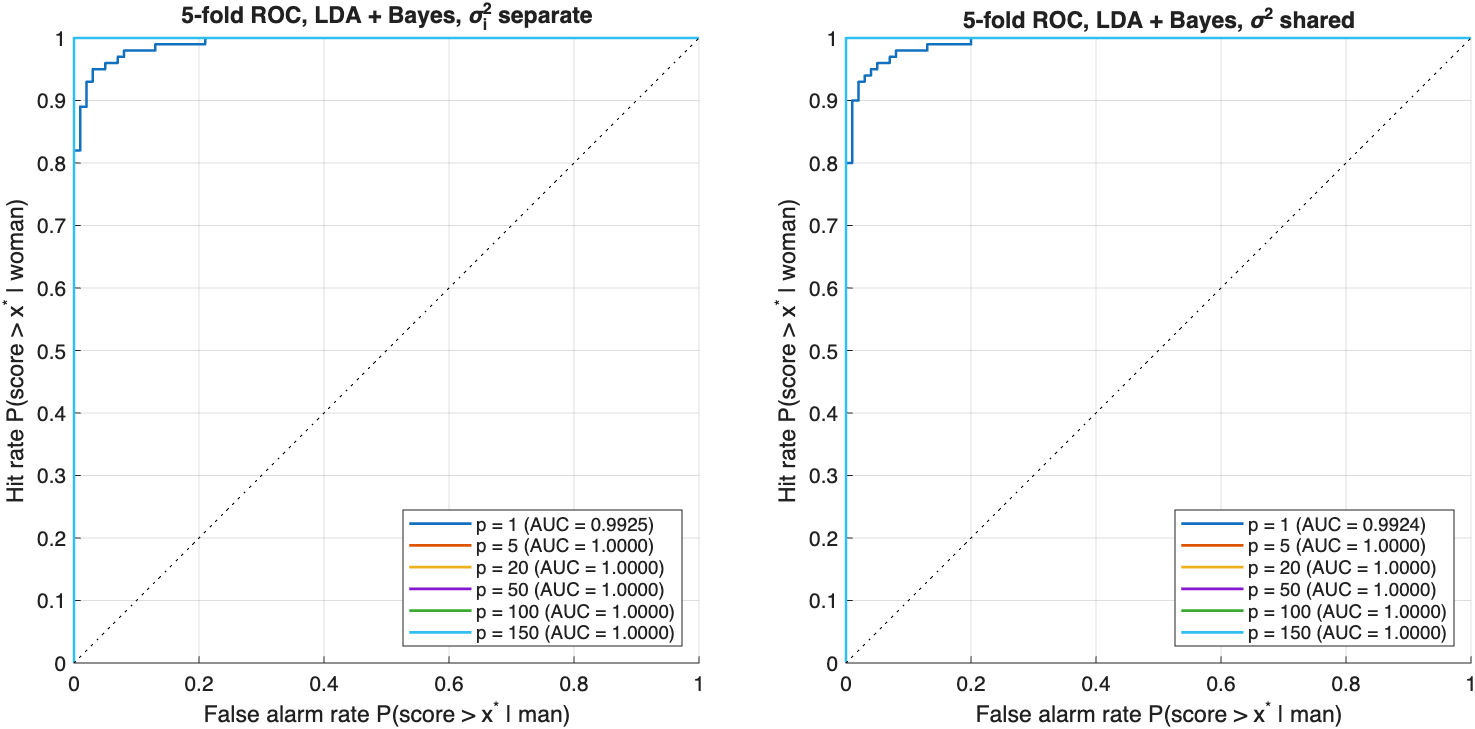 5-fold ROC, LDA + Bayes, σᵢ² separate
Hit rate P(score > x* | woman)
1
0.9
0.8
0.7
0.6
0.5
0.4
0.3
0.2
0.1
0
p = 1 (AUC = 0.9925)
p = 5 (AUC = 1.0000)
p = 20 (AUC = 1.0000)
p = 50 (AUC = 1.0000)
p = 100 (AUC = 1.0000)
p = 150 (AUC = 1.0000)
0 0.2 0.4 0.6 0.8 1
False alarm rate P(score > x* | man)
5-fold ROC, LDA + Bayes, σ² shared
Hit rate P(score > x* | woman)
1
0.9
0.8
0.7
0.6
0.5
0.4
0.3
0.2
0.1
0
p = 1 (AUC = 0.9924)
p = 5 (AUC = 1.0000)
p = 20 (AUC = 1.0000)
p = 50 (AUC = 1.0000)
p = 100 (AUC = 1.0000)
p = 150 (AUC = 1.0000)
0 0.2 0.4 0.6 0.8 1
False alarm rate P(score > x* | man)